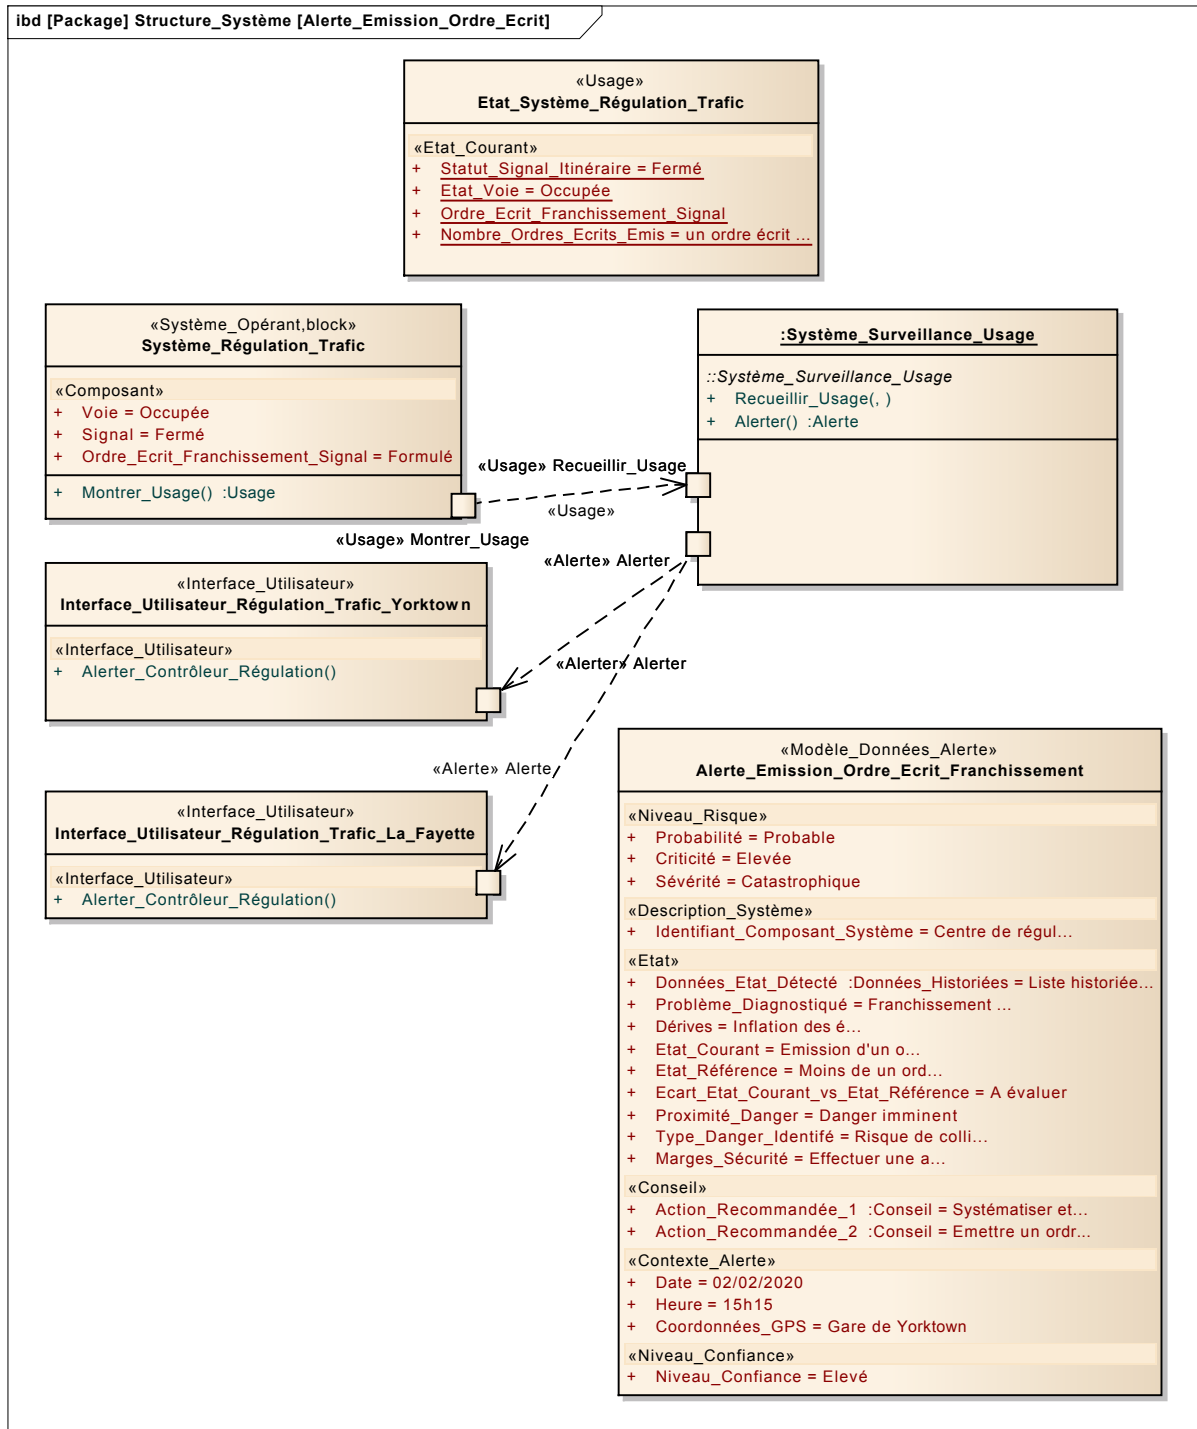 ibd [Package] Structure_Système [Alerte_Emission_Ordre_Ecrit]
«Usage»
Etat_Système_Régulation_Trafic
«Etat_Courant»
+ Statut_Signal_Itinéraire = Fermé
+ Etat_Voie = Occupée
+ Ordre_Ecrit_Franchissement_Signal
+ Nombre_Ordres_Ecrits_Emis = un ordre écrit ...
«Système_Opérant,block»
Système_Régulation_Trafic
«Composant»
+ Voie = Occupée
+ Signal = Fermé
+ Ordre_Ecrit_Franchissement_Signal = Formulé
+ Montrer_Usage() :Usage
:Système_Surveillance_Usage
::Système_Surveillance_Usage
+ Recueillir_Usage(, )
+ Alerter() :Alerte
«Usage» Recueillir_Usage
«Usage»
«Usage» Montrer_Usage
«Alerte» Alerter
«Interface_Utilisateur»
Interface_Utilisateur_Régulation_Trafic_Yorktown
«Interface_Utilisateur»
+ Alerter_Contrôleur_Régulation()
«Alerter» Alerter
«Alerte» Alerte
«Interface_Utilisateur»
Interface_Utilisateur_Régulation_Trafic_La_Fayette
«Interface_Utilisateur»
+ Alerter_Contrôleur_Régulation()
«Modèle_Données_Alerte»
Alerte_Emission_Ordre_Ecrit_Franchissement
«Niveau_Risque»
+ Probabilité = Probable
+ Criticité = Elevée
+ Sévérité = Catastrophique
«Description_Système»
+ Identifiant_Composant_Système = Centre de régul...
«Etat»
+ Données_Etat_Détecté :Données_Historiées = Liste historiée...
+ Problème_Diagnostiqué = Franchissement ...
+ Dérives = Inflation des é...
+ Etat_Courant = Emission d'un o...
+ Etat_Référence = Moins de un ord...
+ Ecart_Etat_Courant_vs_Etat_Référence = A évaluer
+ Proximité_Danger = Danger imminent
+ Type_Danger_Identifé = Risque de colli...
+ Marges_Sécurité = Effectuer une a...
«Conseil»
+ Action_Recommandée_1 :Conseil = Systématiser et...
+ Action_Recommandée_2 :Conseil = Emettre un ordr...
«Contexte_Alerte»
+ Date = 02/02/2020
+ Heure = 15h15
+ Coordonnées_GPS = Gare de Yorktown
«Niveau_Confiance»
+ Niveau_Confiance = Elevé